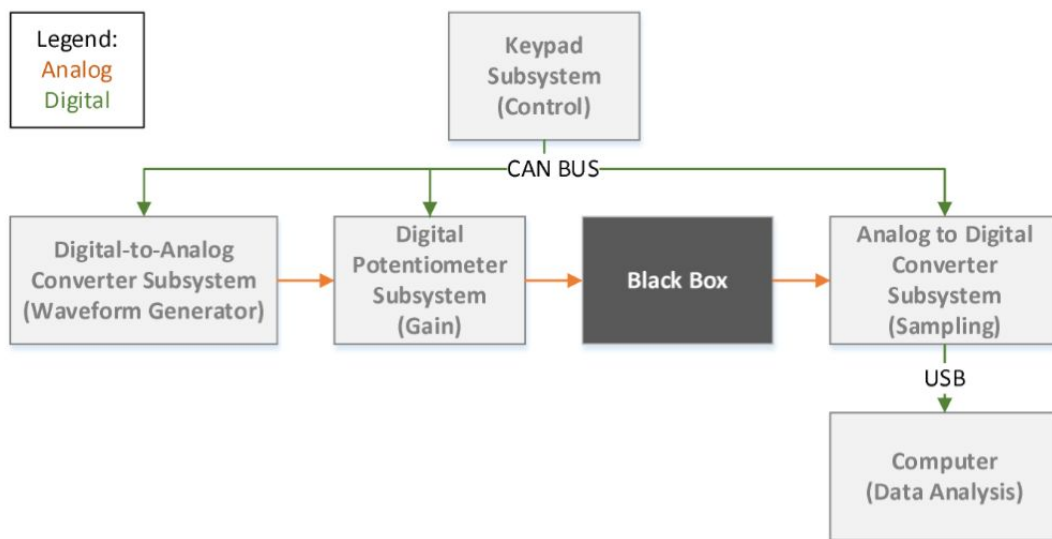 Legend:
Analog
Digital
Keypad
Subsystem
(Control)
CAN BUS
Digital-to-Analog
Converter Subsystem
(Waveform Generator)
Digital
Potentiometer
Subsystem
(Gain)
Black Box
Analog to Digital
Converter
Subsystem
(Sampling)
USB
Computer
(Data Analysis)